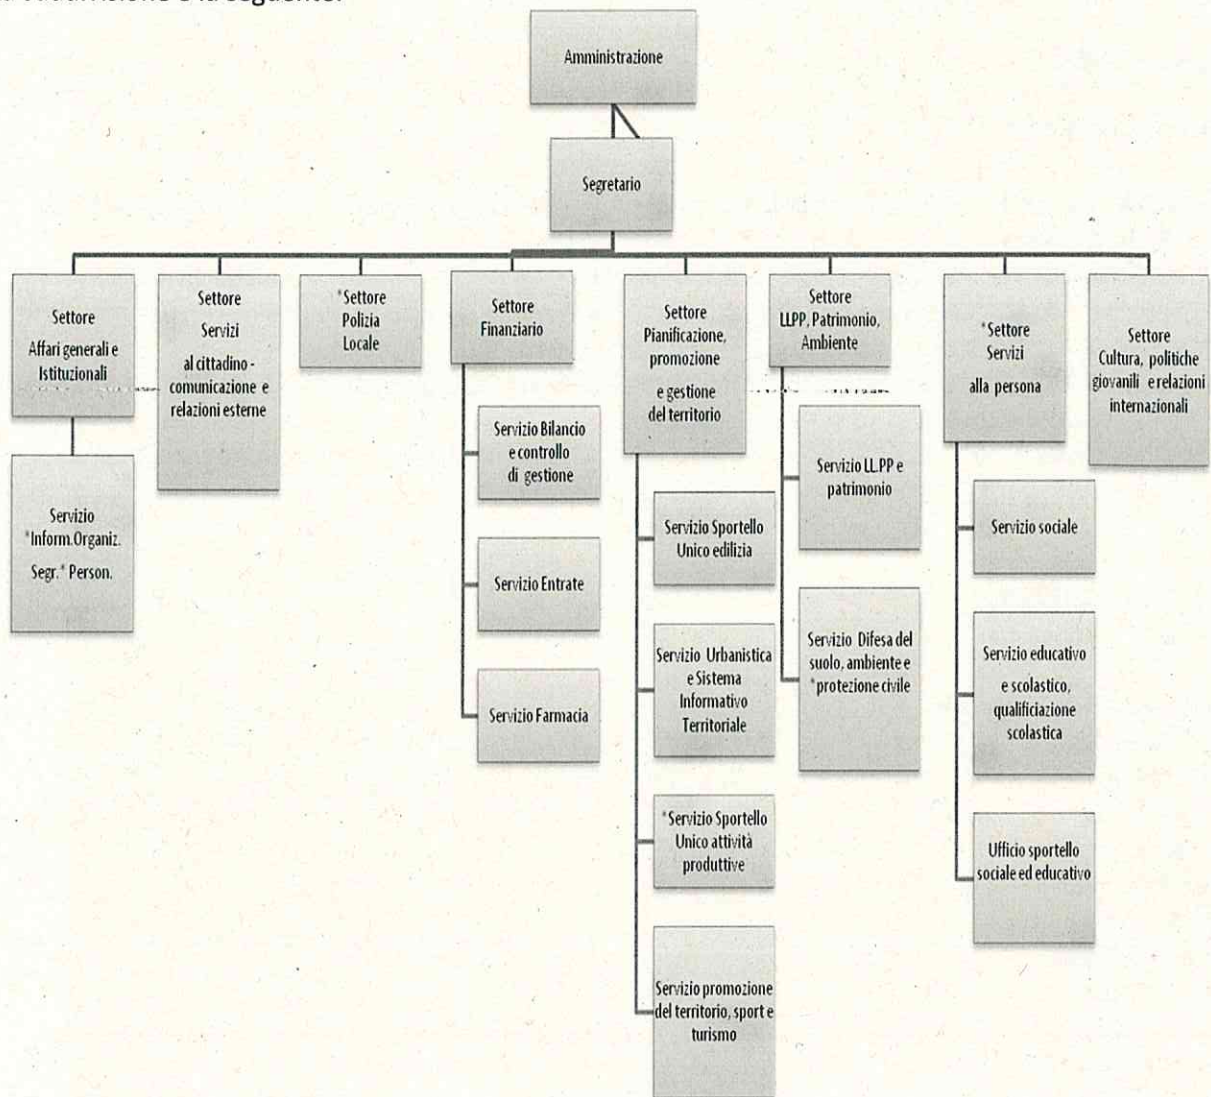 è la seguente:
Amministrazione
Segretario
Settore
Affari generali e
Istituzionali
Servizio
*Inform.Organiz.
Segr.* Person.
Settore
Servizi
al cittadino -
comunicazione e
relazioni esterne
*Settore
Polizia
Locale
Settore
Finanziario
Servizio Bilancio
e controllo
di gestione
Servizio Entrate
Servizio Farmacia
Settore
Pianificazione,
promozione
e gestione
del territorio
Servizio Sportello
Unico edilizia
Servizio Urbanistica
e Sistema
Informativo
Territoriale
*Servizio Sportello
Unico attività
produttive
Servizio promozione
del territorio, sport e
turismo
Settore
LLPP, Patrimonio,
Ambiente
Servizio LL.PP e
patrimonio
Servizio Difesa del
suolo, ambiente e
*protezione civile
*Settore
Servizi
alla persona
Servizio sociale
Servizio educativo
e scolastico,
qualificiazione
scolastica
Ufficio sportello
sociale ed educativo
Settore
Cultura, politiche
giovanili e relazioni
internazionali